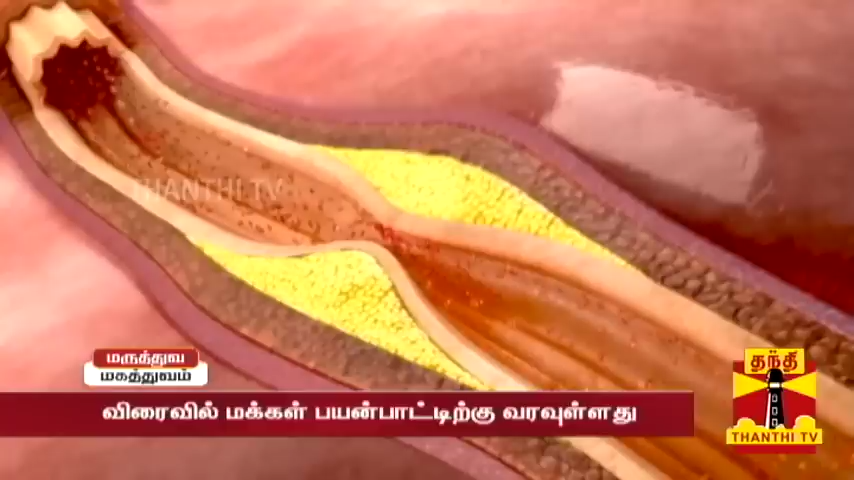 THANTHI TV
மருத்துவ
மகத்துவம்
விரைவில் மக்கள் பயன்பாட்டிற்கு வரவுள்ளது
தந்தி
THANTHI TV